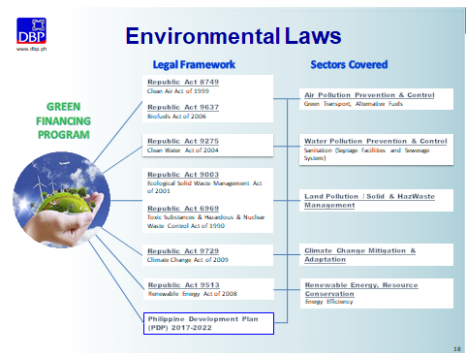 DBP
www.dbp.ph
Environmental Laws
Legal Framework
Sectors Covered
GREEN
FINANCING
PROGRAM
Republic Act 8749
Clean Air Act of 1999
Republic Act 9637
Biofuels Act of 2006
Republic Act 9275
Clean Water Act of 2004
Republic Act 9003
Ecological Solid Waste Management Act
of 2001
Republic Act 6969
Toxic Substances & Hazardous & Nuclear
Waste Control Act of 1990
Republic Act 9729
Climate Change Act of 2009
Republic Act 9513
Renewable Energy Act of 2008
Philippine Development Plan
(PDP) 2017-2022
Air Pollution Prevention & Control
Green Transport, Alternative Fuels
Water Pollution Prevention & Control
Sanitation (Septage Facilities and Sewerage
System)
Land Pollution / Solid & HazWaste
Management
Climate Change Mitigation &
Adaptation
Renewable Energy, Resource
Conservation
Energy Efficiency
18